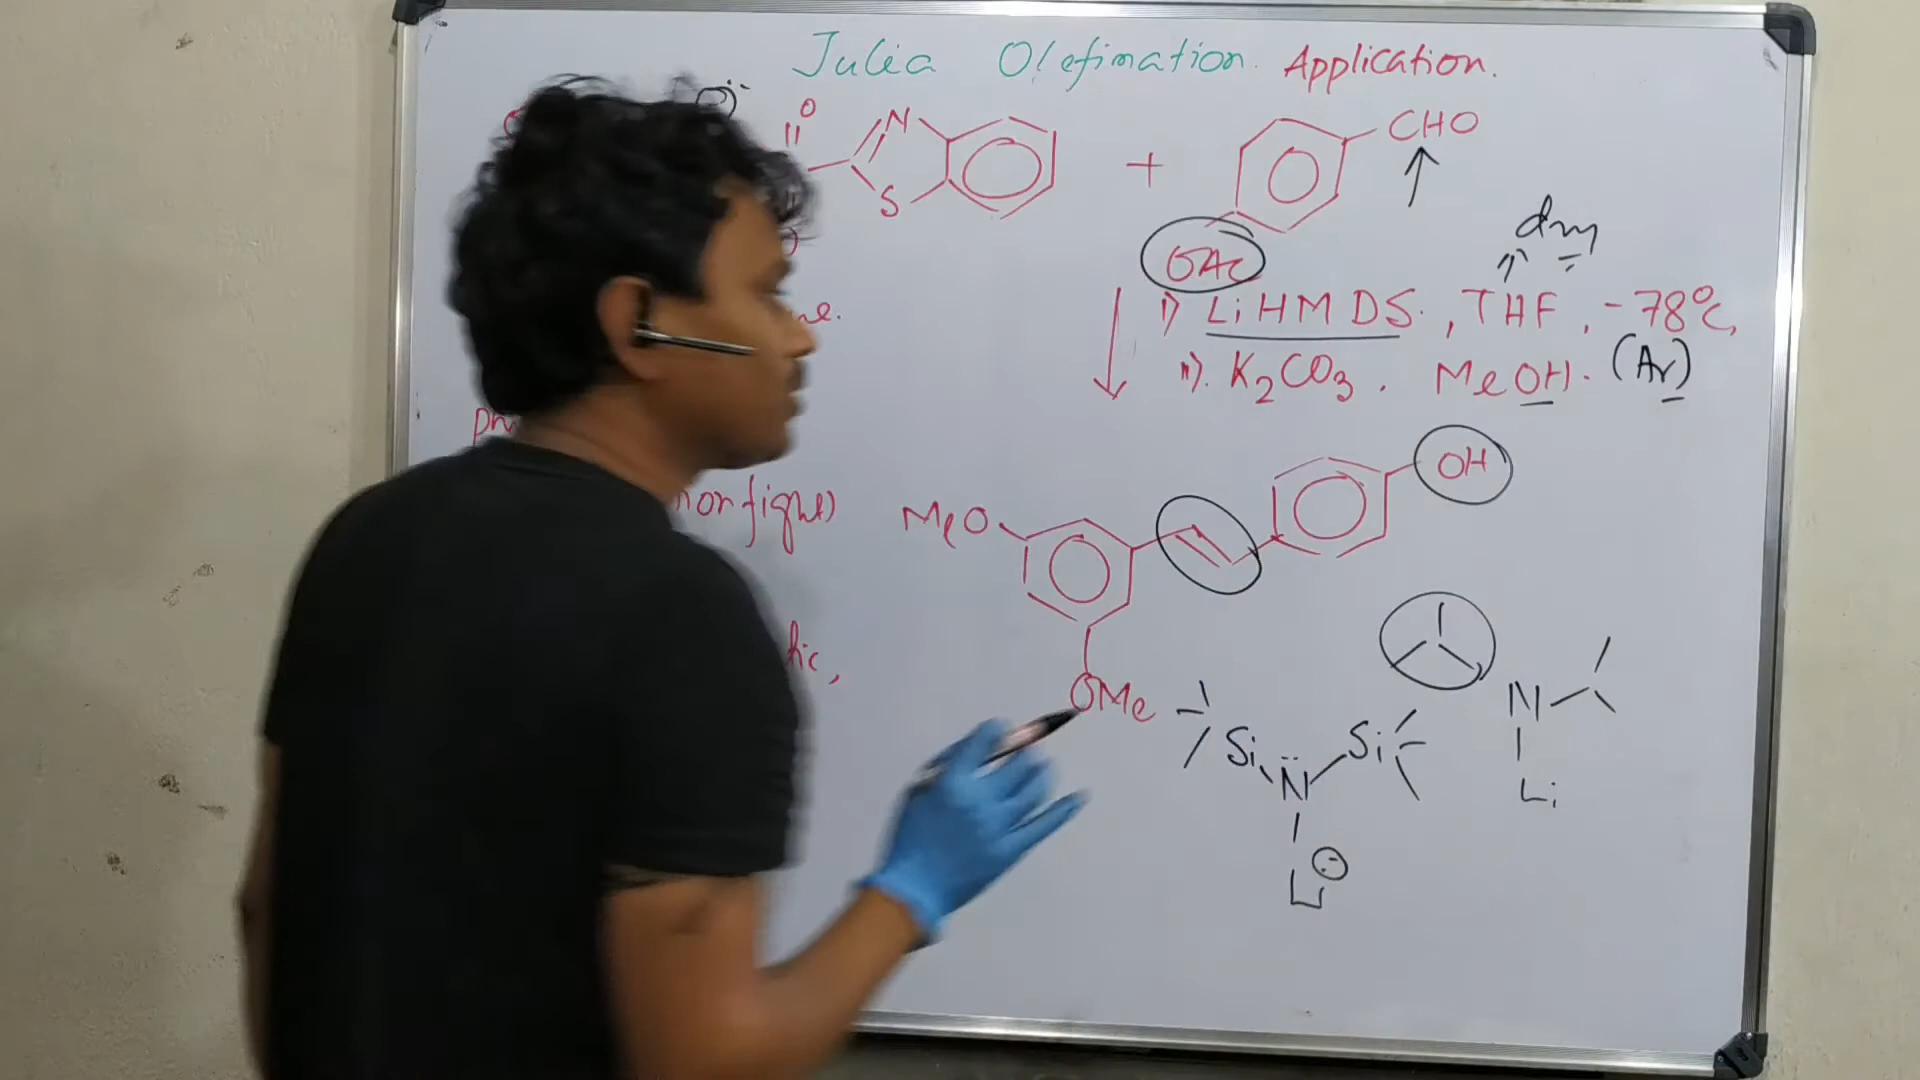 Julia Olefination Application.
O
N
S
+
CHO
OAc
dry
i) LiHMDS., THF, -78°C,
ii). K2CO3. MeOH. (Ar)
OH
MeO
OMe
N
Li
Si
N
Si
Li